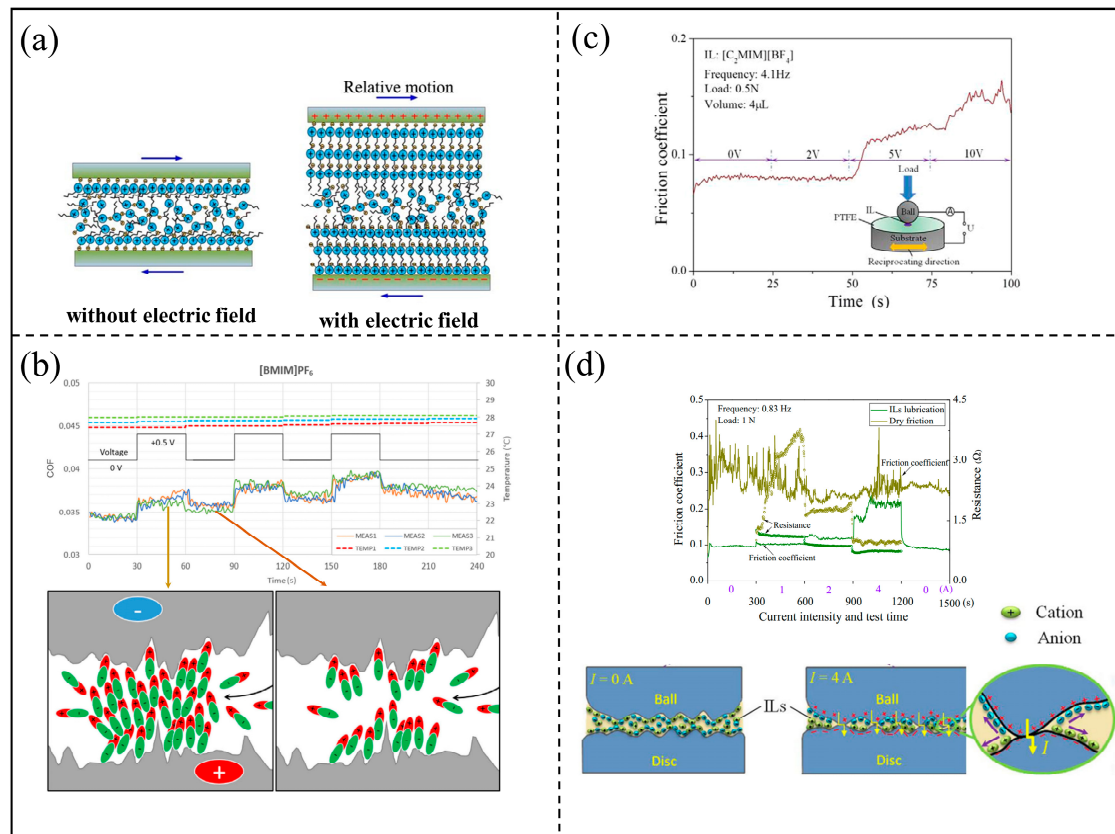 (a)
Relative motion
without electric field
with electric field
(c)
0.2
0.1
0.0
Friction coefficient
IL: [C₂MIM][BF₄]
Frequency: 4.1Hz
Load: 0.5N
Volume: 4μL
0V
2V
5V
10V
Load
IL
PTFE
Ball
A
U
Substrate
Reciprocating direction
0
25
50
75
100
Time (s)
(b)
[BMIM]PF₆
0,05
0,045
0,04
0,035
0,03
COF
Voltage
+0.5 V
0 V
30
29
28
27
26
25
24
23
22
21
20
Temperature (°C)
MEAS1
MEAS2
MEAS3
TEMP1
TEMP2
TEMP3
0
30
60
90
120
150
180
210
240
Time (s)
-
+
(d)
0.5
0.4
0.3
0.2
0.1
0.0
Friction coefficient
Frequency: 0.83 Hz
Load: 1 N
ILs lubrication
Dry friction
Friction coefficient
Resistance
Friction coefficient
4.5
3.0
1.5
0.0
Resistance (Ω)
0
1
2
4
0 (A)
0
300
600
900
1200
1500 (s)
Current intensity and test time
Cation
Anion
I = 0 A
Ball
Disc
ILs
I = 4 A
Ball
Disc
I